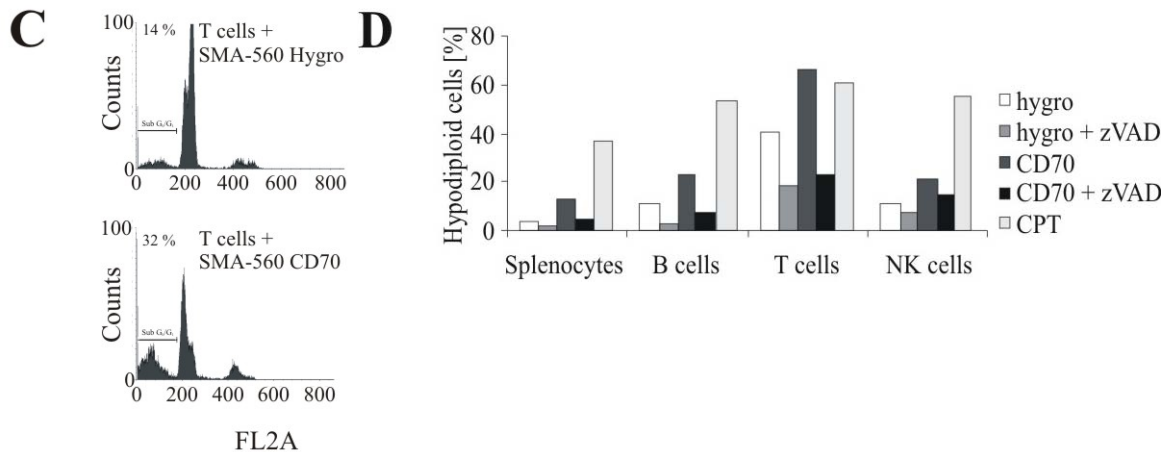 C
100
14 %
T cells +
SMA-560 Hygro
Counts
Sub G₀/G₁
0
0 200 400 600 800
100
32 %
T cells +
SMA-560 CD70
Counts
Sub G₀/G₁
0
0 200 400 600 800
FL2A
D
Hypodiploid cells [%]
80
60
40
20
0
Splenocytes B cells T cells NK cells
hygro
hygro + zVAD
CD70
CD70 + zVAD
CPT